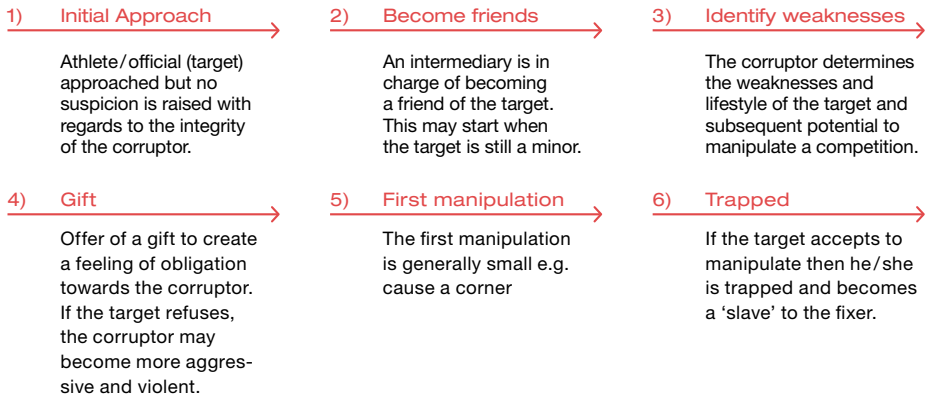 1) Initial Approach
Athlete/official (target)
approached but no
suspicion is raised with
regards to the integrity
of the corruptor.
2) Become friends
An intermediary is in
charge of becoming
a friend of the target.
This may start when
the target is still a minor.
3) Identify weaknesses
The corruptor determines
the weaknesses and
lifestyle of the target and
subsequent potential to
manipulate a competition.
4) Gift
Offer of a gift to create
a feeling of obligation
towards the corruptor.
If the target refuses,
the corruptor may
become more aggres-
sive and violent.
5) First manipulation
The first manipulation
is generally small e.g.
cause a corner
6) Trapped
If the target accepts to
manipulate then he/she
is trapped and becomes
a ‘slave’ to the fixer.